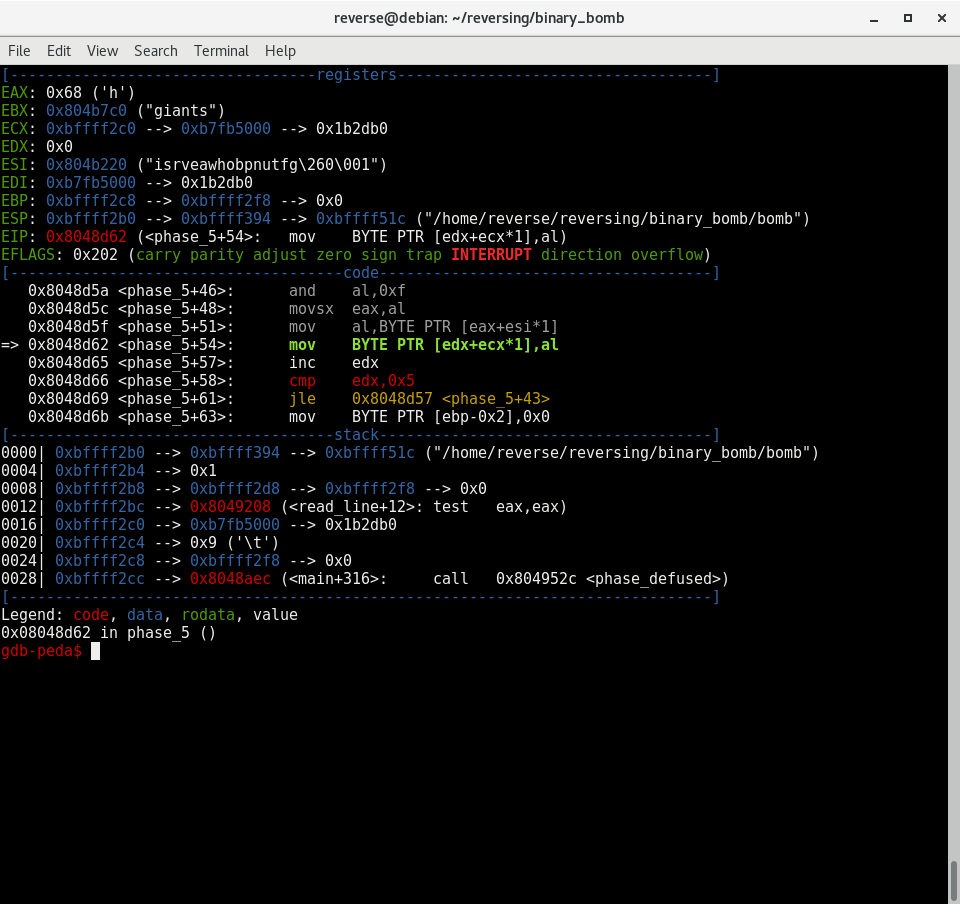 reverse@debian: ~/reversing/binary_bomb
File Edit View Search Terminal Help
[----------------------------------registers-----------------------------------]
EAX: 0x68 ('h')
EBX: 0x804b7c0 ("giants")
ECX: 0xbffff2c0 --> 0xb7fb5000 --> 0x1b2db0
EDX: 0x0
ESI: 0x804b220 ("isrveawhobpnutfg\260\001")
EDI: 0xb7fb5000 --> 0x1b2db0
EBP: 0xbffff2c8 --> 0xbffff2f8 --> 0x0
ESP: 0xbffff2b0 --> 0xbffff394 --> 0xbffff51c ("/home/reverse/reversing/binary_bomb/bomb")
EIP: 0x8048d62 (<phase_5+54>:   mov    BYTE PTR [edx+ecx*1],al)
EFLAGS: 0x202 (carry parity adjust zero sign trap INTERRUPT direction overflow)
[-------------------------------------code-------------------------------------]
   0x8048d5a <phase_5+46>:      and    al,0xf
   0x8048d5c <phase_5+48>:      movsx  eax,al
   0x8048d5f <phase_5+51>:      mov    al,BYTE PTR [eax+esi*1]
=> 0x8048d62 <phase_5+54>:      mov    BYTE PTR [edx+ecx*1],al
   0x8048d65 <phase_5+57>:      inc    edx
   0x8048d66 <phase_5+58>:      cmp    edx,0x5
   0x8048d69 <phase_5+61>:      jle    0x8048d57 <phase_5+43>
   0x8048d6b <phase_5+63>:      mov    BYTE PTR [ebp-0x2],0x0
[------------------------------------stack-------------------------------------]
0000| 0xbffff2b0 --> 0xbffff394 --> 0xbffff51c ("/home/reverse/reversing/binary_bomb/bomb")
0004| 0xbffff2b4 --> 0x1
0008| 0xbffff2b8 --> 0xbffff2d8 --> 0xbffff2f8 --> 0x0
0012| 0xbffff2bc --> 0x8049208 (<read_line+12>: test   eax,eax)
0016| 0xbffff2c0 --> 0xb7fb5000 --> 0x1b2db0
0020| 0xbffff2c4 --> 0x9 ('\t')
0024| 0xbffff2c8 --> 0xbffff2f8 --> 0x0
0028| 0xbffff2cc --> 0x8048aec (<main+316>:     call   0x804952c <phase_defused>)
[------------------------------------------------------------------------------]
Legend: code, data, rodata, value
0x08048d62 in phase_5 ()
gdb-peda$